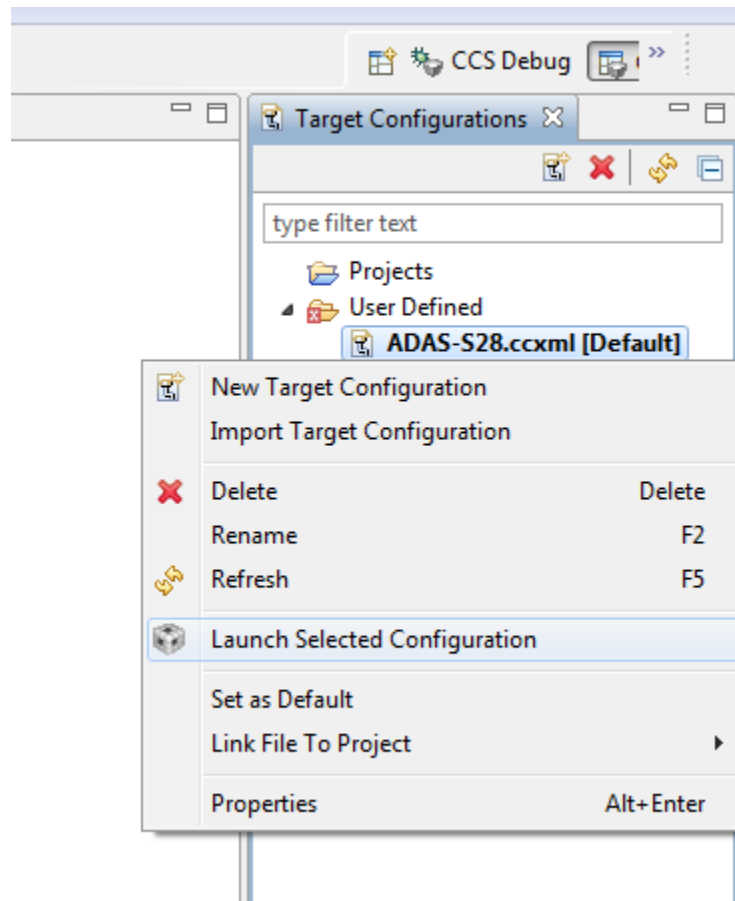 CCS Debug
Target Configurations
type filter text
Projects
User Defined
ADAS-S28.ccxml [Default]
New Target Configuration
Import Target Configuration
Delete Delete
Rename F2
Refresh F5
Launch Selected Configuration
Set as Default
Link File To Project
Properties Alt+Enter